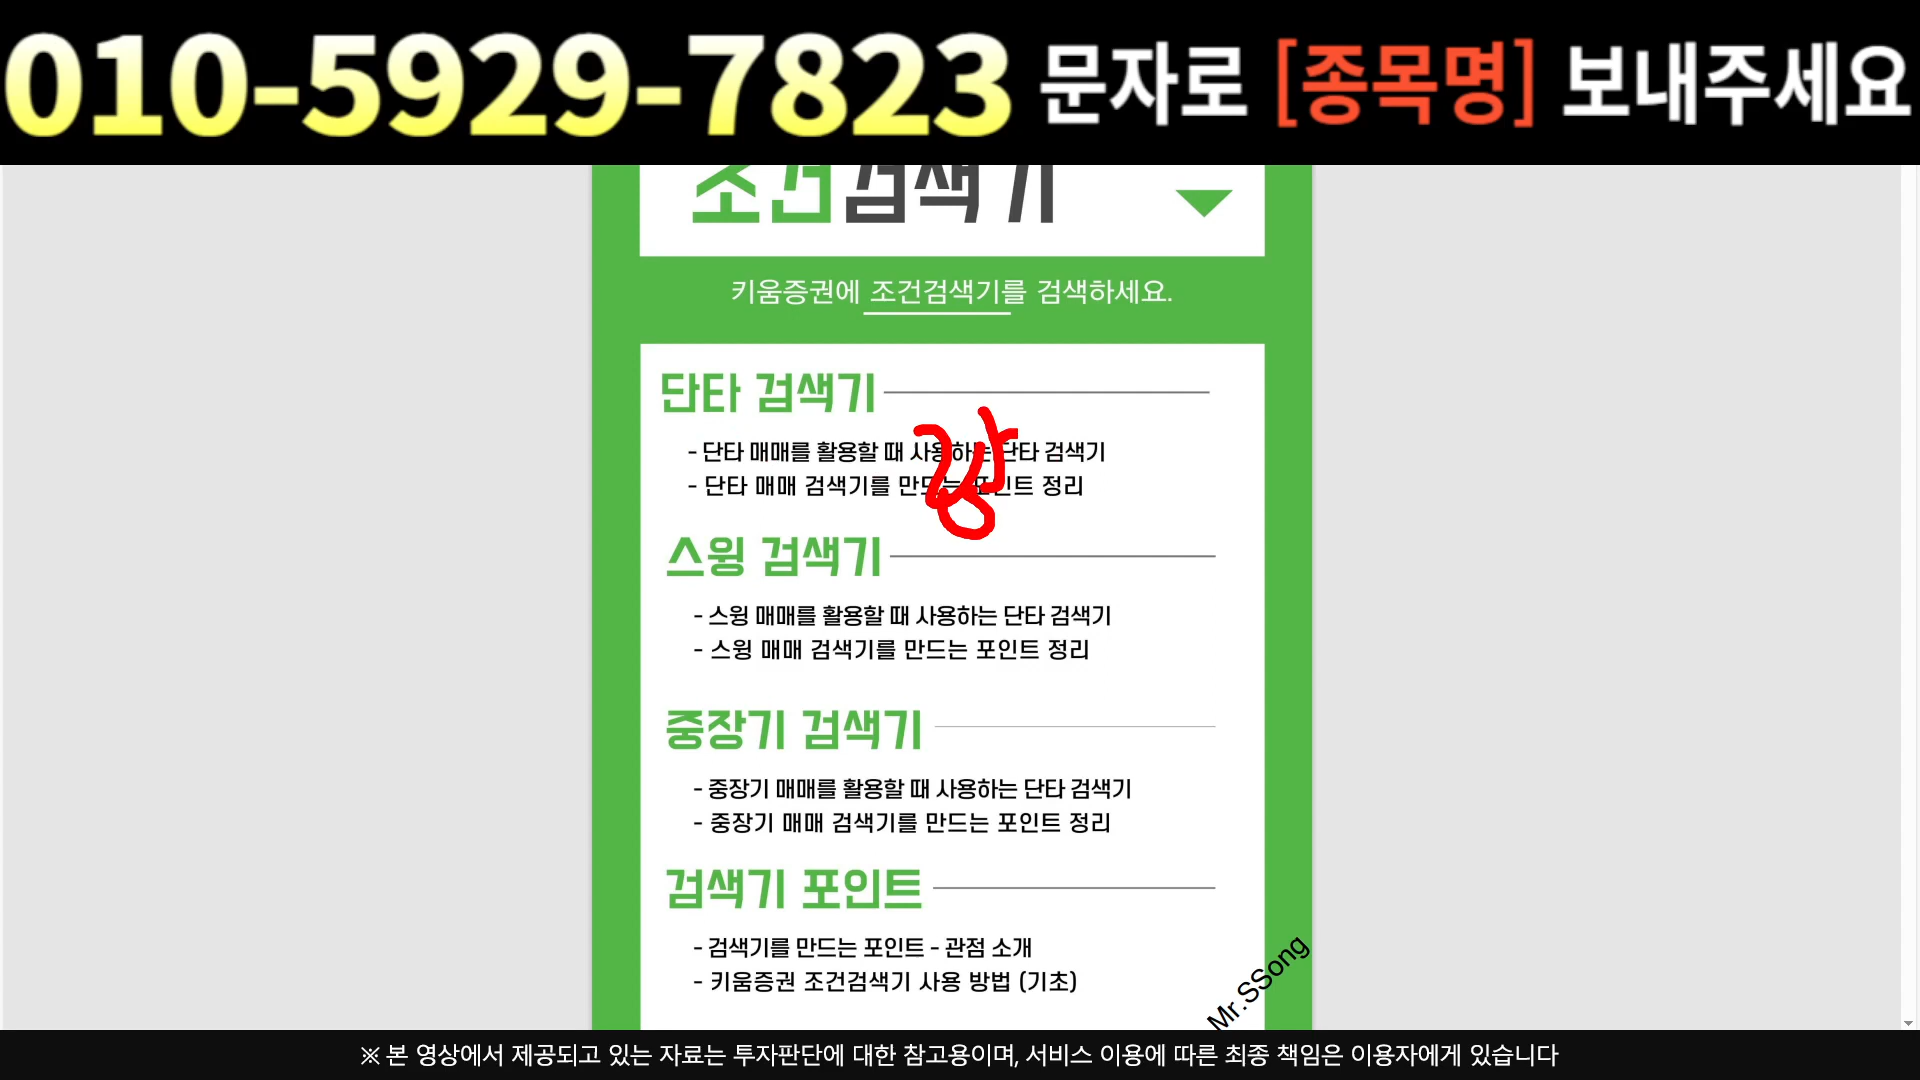 010-5929-7823 문자로 [종목명] 보내주세요
조건검색기
키움증권에 조건검색기를 검색하세요.
단타 검색기
- 단타 매매를 활용할 때 사용하는 단타 검색기
- 단타 매매 검색기를 만드는 포인트 정리
스윙 검색기
- 스윙 매매를 활용할 때 사용하는 단타 검색기
- 스윙 매매 검색기를 만드는 포인트 정리
중장기 검색기
- 중장기 매매를 활용할 때 사용하는 단타 검색기
- 중장기 매매 검색기를 만드는 포인트 정리
검색기 포인트
- 검색기를 만드는 포인트 - 관점 소개
- 키움증권 조건검색기 사용 방법 (기초)
Mr.SSong
※ 본 영상에서 제공되고 있는 자료는 투자판단에 대한 참고용이며, 서비스 이용에 따른 최종 책임은 이용자에게 있습니다